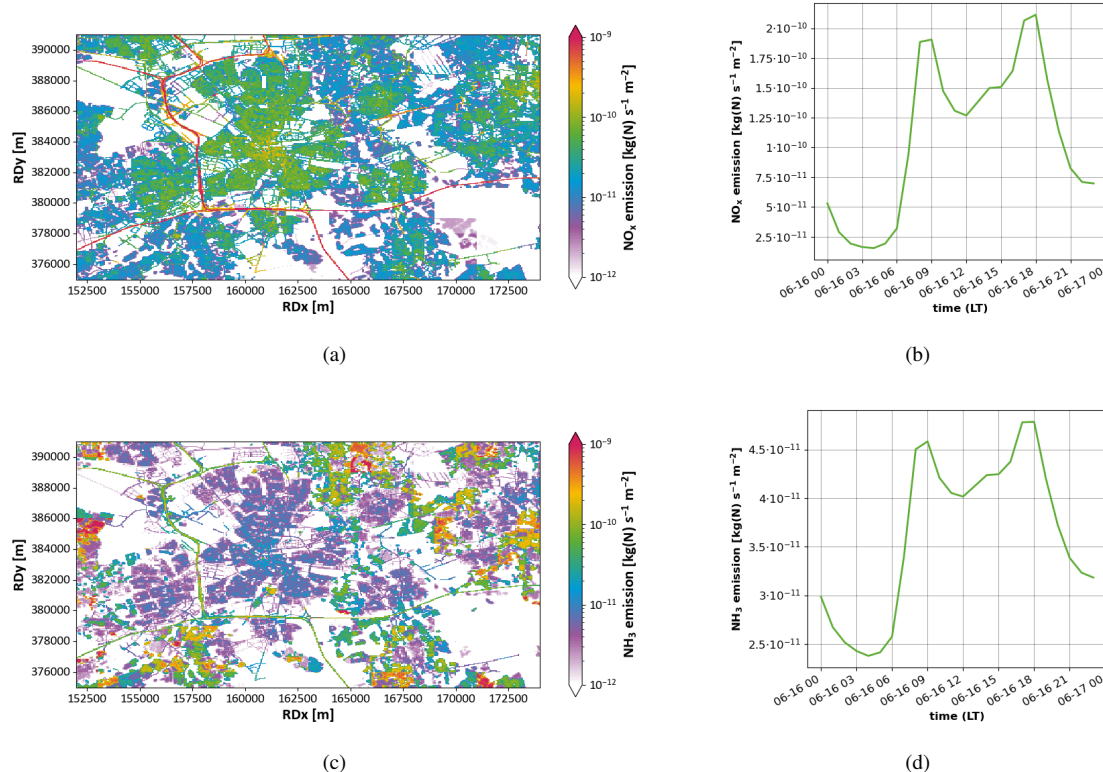 390000
388000
386000
384000
382000
380000
378000
376000
RDy [m]
152500 155000 157500 160000 162500 165000 167500 170000 172500
RDx [m]
10⁻⁹
10⁻¹⁰
10⁻¹¹
10⁻¹²
NOₓ emission [kg(N) s⁻¹ m⁻²]
(a)
2·10⁻¹⁰
1.75·10⁻¹⁰
1.5·10⁻¹⁰
1.25·10⁻¹⁰
1·10⁻¹⁰
7.5·10⁻¹¹
5·10⁻¹¹
2.5·10⁻¹¹
NOₓ emission [kg(N) s⁻¹ m⁻²]
06-16 00 06-16 03 06-16 06 06-16 09 06-16 12 06-16 15 06-16 18 06-16 21 06-17 00
time (LT)
(b)
390000
388000
386000
384000
382000
380000
378000
376000
RDy [m]
152500 155000 157500 160000 162500 165000 167500 170000 172500
RDx [m]
10⁻⁹
10⁻¹⁰
10⁻¹¹
10⁻¹²
NH₃ emission [kg(N) s⁻¹ m⁻²]
(c)
4.5·10⁻¹¹
4·10⁻¹¹
3.5·10⁻¹¹
3·10⁻¹¹
2.5·10⁻¹¹
NH₃ emission [kg(N) s⁻¹ m⁻²]
06-16 00 06-16 03 06-16 06 06-16 09 06-16 12 06-16 15 06-16 18 06-16 21 06-17 00
time (LT)
(d)